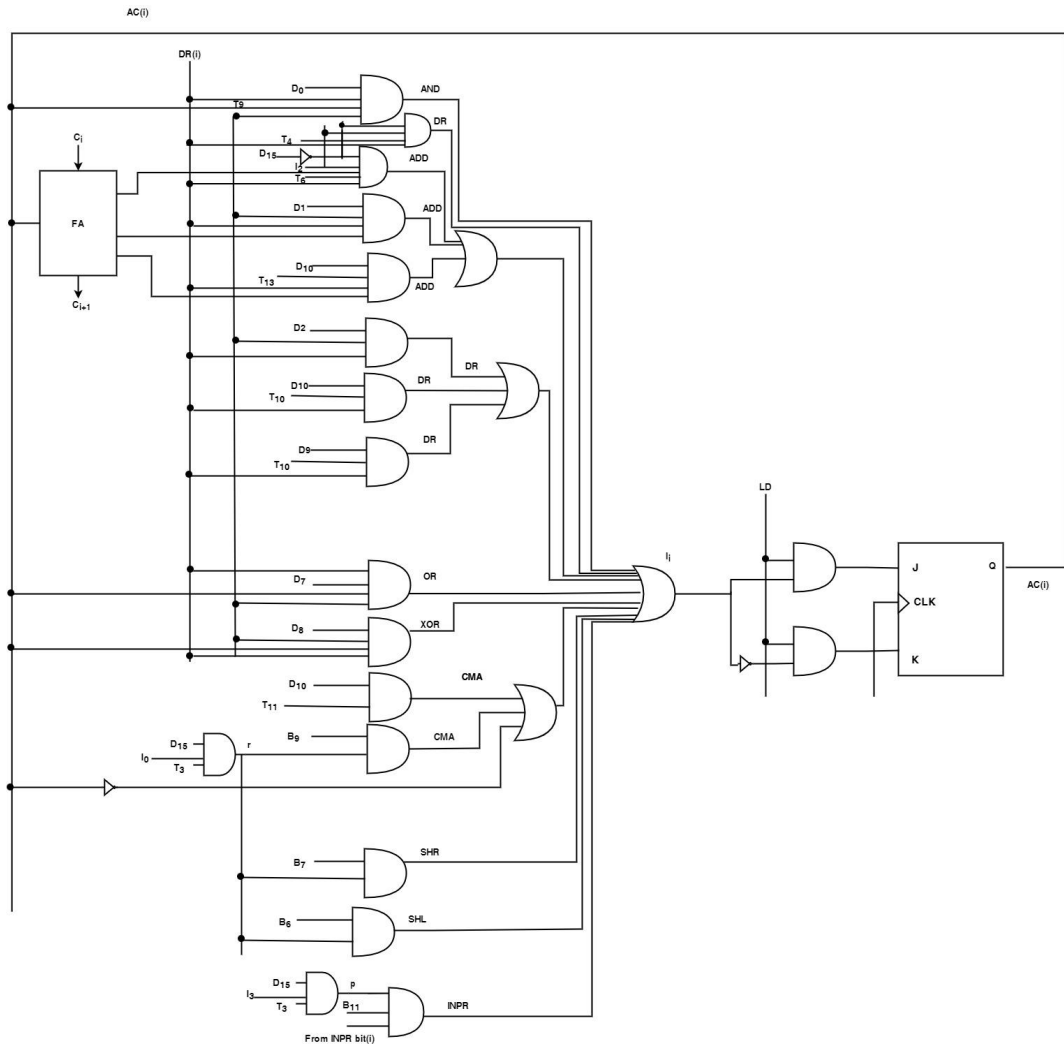 AC(i)
DR(i)
D0
AND
T9
DR
T4
Ci
D15
ADD
I2
T6
FA
D1
ADD
D10
T13
ADD
Ci+1
D2
DR
D10
DR
T10
D9
DR
T10
LD
Ii
J
Q
AC(i)
CLK
K
OR
D7
XOR
D8
D10
CMA
T11
B9
CMA
D15
r
I0
T3
B7
SHR
B6
SHL
D15
p
I3
T3
B11
INPR
From INPR bit(i)